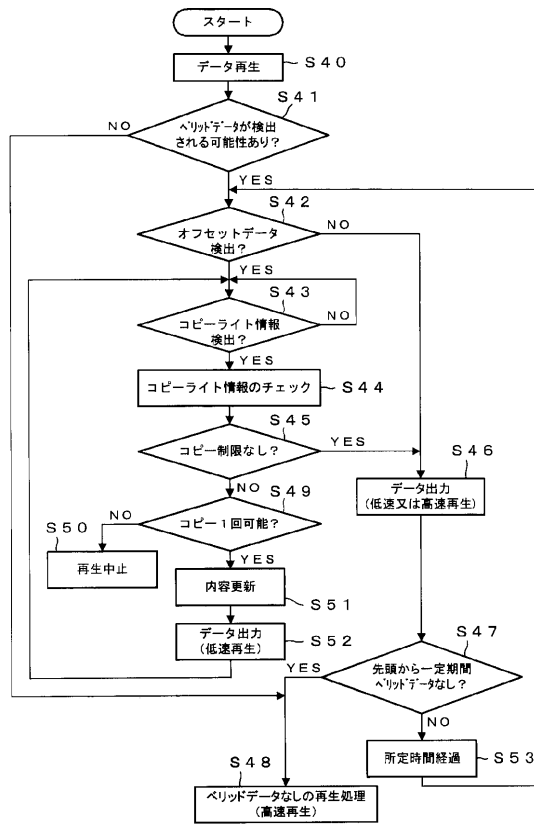 スタート
データ再生
S40
S41
ベリッドデータが検出
される可能性あり?
NO
YES
S42
オフセットデータ
検出?
NO
YES
S43
コピーライト情報
検出?
NO
YES
コピーライト情報のチェック
S44
S45
コピー制限なし?
YES
NO
S46
データ出力
(低速又は高速再生)
S49
コピー1回可能?
NO
S50
再生中止
YES
内容更新
S51
データ出力
(低速再生)
S52
S47
先頭から一定期間
ベリッドデータなし?
YES
NO
所定時間経過
S53
S48
ベリッドデータなしの再生処理
(高速再生)